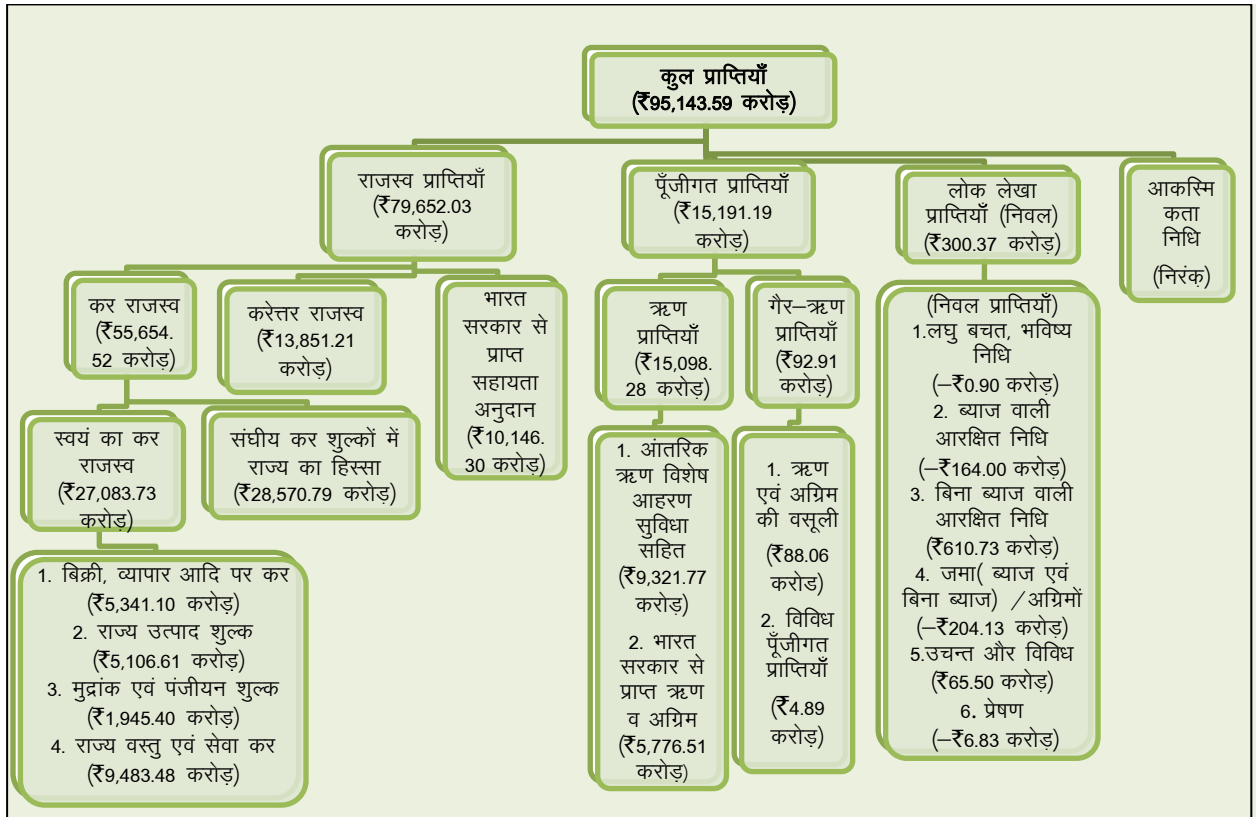 कुल प्राप्तियाँ
(₹95,143.59 करोड़)
राजस्व प्राप्तियाँ
(₹79,652.03
करोड़)
पूँजीगत प्राप्तियाँ
(₹15,191.19
करोड़)
लोक लेखा
प्राप्तियाँ (निवल)
(₹300.37 करोड़)
आकस्मि
कता
निधि
(निरंक)
कर राजस्व
(₹55,654.
52 करोड़)
करेत्तर राजस्व
(₹13,851.21
करोड़)
भारत
सरकार से
प्राप्त
सहायता
अनुदान
(₹10,146.
30 करोड़)
ऋण
प्राप्तियाँ
(₹15,098.
28 करोड़)
गैर–ऋण
प्राप्तियाँ
(₹92.91
करोड़)
स्वयं का कर
राजस्व
(₹27,083.73
करोड़)
संघीय कर शुल्कों में
राज्य का हिस्सा
(₹28,570.79 करोड़)
1. बिक्री, व्यापार आदि पर कर
(₹5,341.10 करोड़)
2. राज्य उत्पाद शुल्क
(₹5,106.61 करोड़)
3. मुद्रांक एवं पंजीयन शुल्क
(₹1,945.40 करोड़)
4. राज्य वस्तु एवं सेवा कर
(₹9,483.48 करोड़)
1. आंतरिक
ऋण विशेष
आहरण
सुविधा
सहित
(₹9,321.77
करोड़)
2. भारत
सरकार से
प्राप्त ऋण
व अग्रिम
(₹5,776.51
करोड़)
1. ऋण
एवं अग्रिम
की वसूली
(₹88.06
करोड)
2. विविध
पूँजीगत
प्राप्तियाँ
(₹4.89
करोड़)
(निवल प्राप्तियाँ)
1.लघु बचत, भविष्य
निधि
(–₹0.90 करोड़)
2. ब्याज वाली
आरक्षित निधि
(–₹164.00 करोड़)
3. बिना ब्याज वाली
आरक्षित निधि
(₹610.73 करोड़)
4. जमा( ब्याज एवं
बिना ब्याज) /अग्रिमों
(–₹204.13 करोड़)
5.उचन्त और विविध
(₹65.50 करोड़)
6. प्रेषण
(–₹6.83 करोड़)